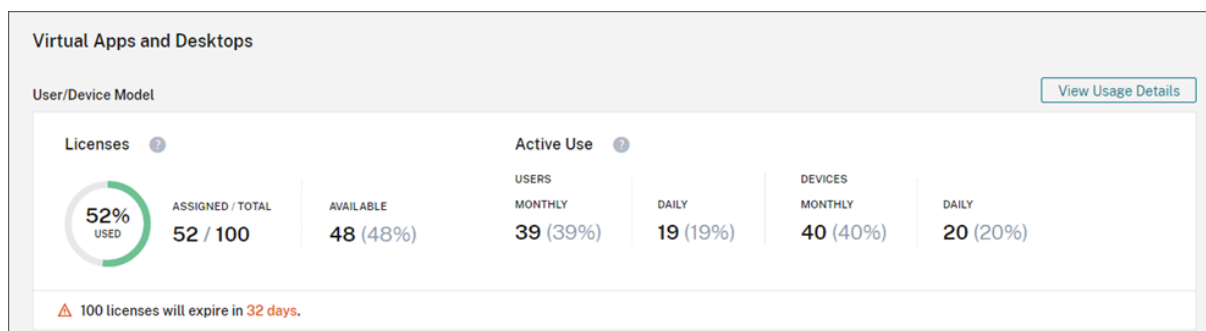 Virtual Apps and Desktops
User/Device Model
View Usage Details
Licenses ?
52%
USED
ASSIGNED / TOTAL
52 / 100
AVAILABLE
48 (48%)
Active Use ?
USERS
MONTHLY
39 (39%)
DAILY
19 (19%)
DEVICES
MONTHLY
40 (40%)
DAILY
20 (20%)
100 licenses will expire in 32 days.